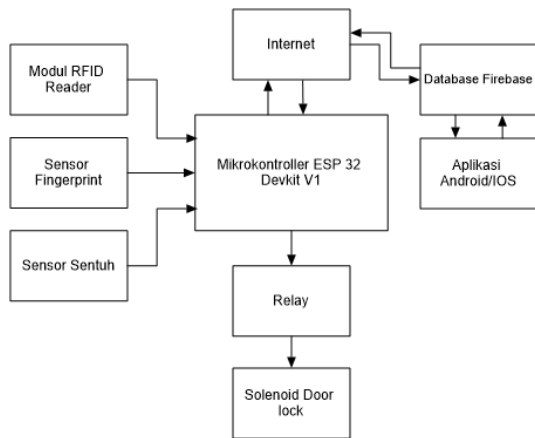 Internet
Modul RFID
Reader
Database Firebase
Sensor
Fingerprint
Mikrokontroller ESP 32
Devkit V1
Aplikasi
Android/IOS
Sensor Sentuh
Relay
Solenoid Door
lock